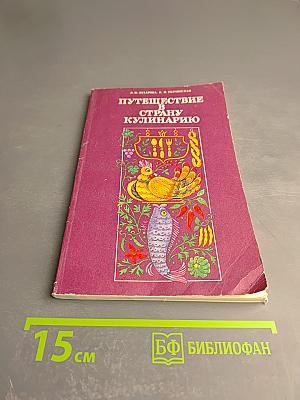 ПУТЕШЕСТВИЕ
В
СТРАНУ
КУЛИНАРИЮ
15 см
БФ БИБЛИОФАН